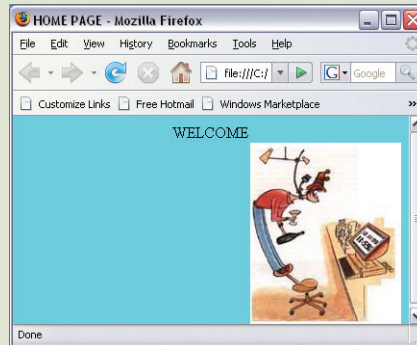 HOME PAGE - Mozilla Firefox
File Edit View History Bookmarks Tools Help
file:///C:/ G Google
Customize Links Free Hotmail Windows Marketplace »
WELCOME
Done